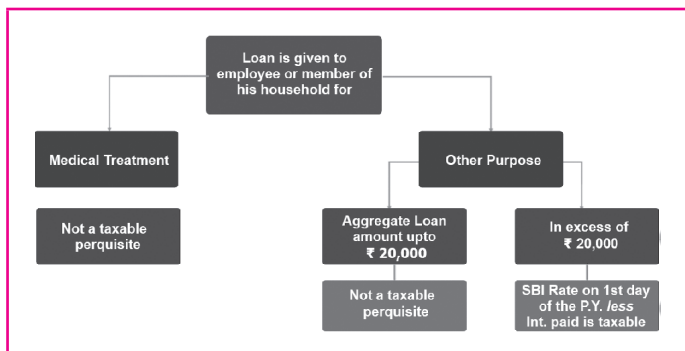 Loan is given to
employee or member of
his household for
Medical Treatment
Other Purpose
Not a taxable
perquisite
Aggregate Loan
amount upto
₹ 20,000
In excess of
₹ 20,000
Not a taxable
perquisite
SBI Rate on 1st day
of the P.Y. less
Int. paid is taxable